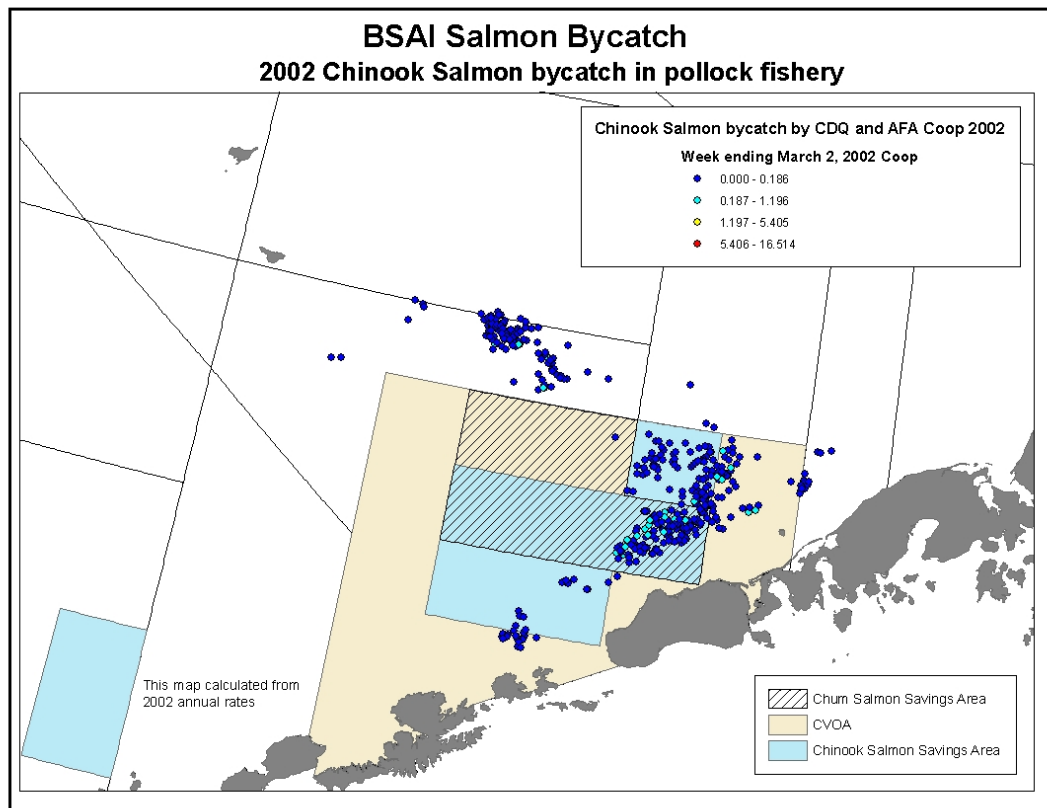 BSAI Salmon Bycatch
2002 Chinook Salmon bycatch in pollock fishery
Chinook Salmon bycatch by CDQ and AFA Coop 2002
Week ending March 2, 2002 Coop
0.000 - 0.186
0.187 - 1.196
1.197 - 5.405
5.406 - 16.514
This map calculated from
2002 annual rates
Chum Salmon Savings Area
CVOA
Chinook Salmon Savings Area